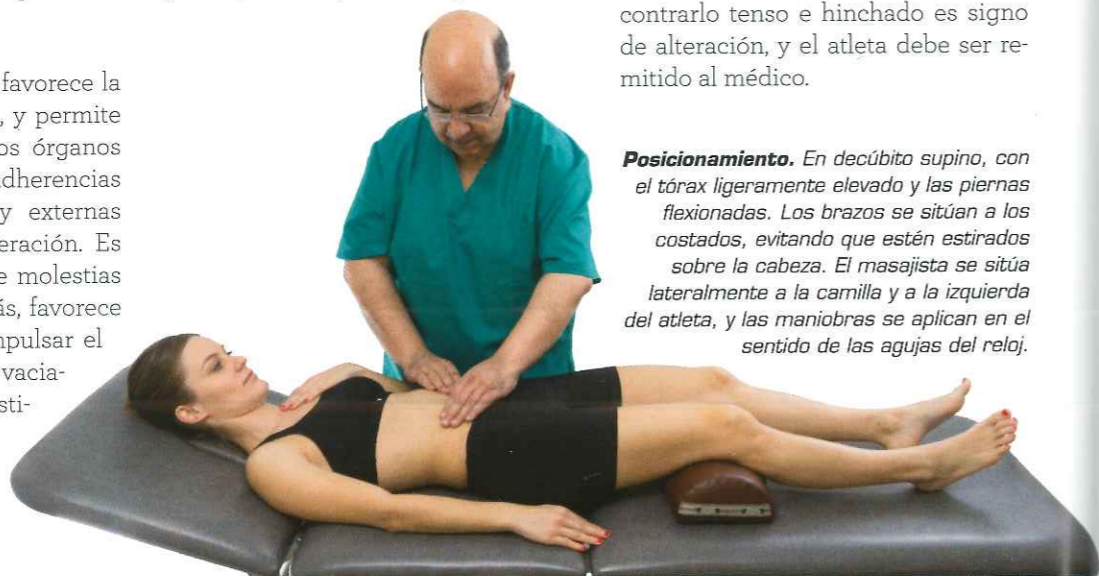 favorece la
, y permite
os órganos
dherencias
y externas
eración. Es
e molestias
ás, favorece
mpulsar el
vacia-
sti-
contrarlo tenso e hinchado es signo
de alteración, y el atleta debe ser re-
mitido al médico.
Posicionamiento. En decúbito supino, con
el tórax ligeramente elevado y las piernas
flexionadas. Los brazos se sitúan a los
costados, evitando que estén estirados
sobre la cabeza. El masajista se sitúa
lateralmente a la camilla y a la izquierda
del atleta, y las maniobras se aplican en el
sentido de las agujas del reloj.